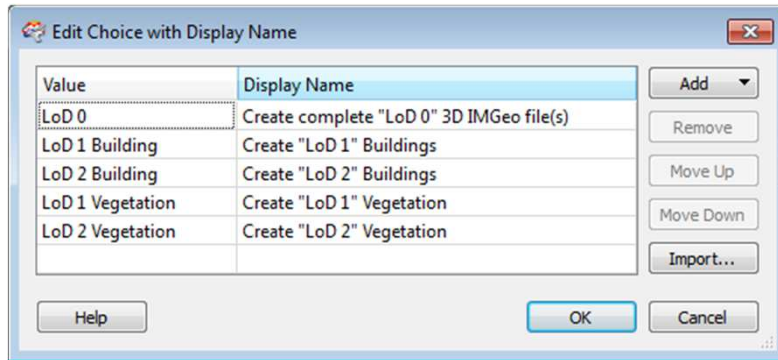 Edit Choice with Display Name
Value Display Name Add
LoD 0 Create complete "LoD 0" 3D IMGeo file(s)
Remove
LoD 1 Building Create "LoD 1" Buildings
LoD 2 Building Create "LoD 2" Buildings
Move Up
LoD 1 Vegetation Create "LoD 1" Vegetation
Move Down
LoD 2 Vegetation Create "LoD 2" Vegetation
Import...
Help OK Cancel